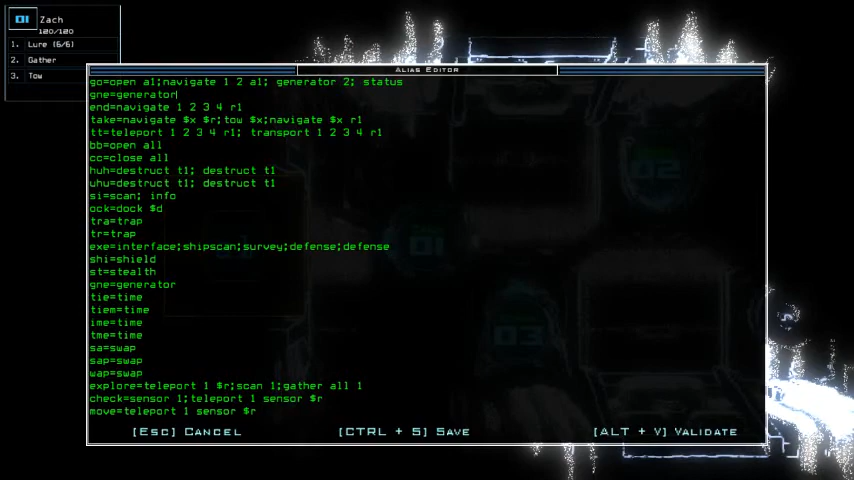 01 Zach
120/120
1. Lure (6/6)
2. Gather
3. Tow
Alias Editor
go=open a1;navigate 1 2 a1; generator 2; status
gne=generator
end=navigate 1 2 3 4 r1
take=navigate $x $r;tow $x;navigate $x r1
tt=teleport 1 2 3 4 r1; transport 1 2 3 4 r1
bb=open all
cc=close all
huh=destruct t1; destruct t1
uhu=destruct t1; destruct t1
si=scan; info
ock=dock $d
tra=trap
tr=trap
exe=interface;shipscan;survey;defense;defense
shi=shield
st=stealth
gne=generator
tie=time
tiem=time
ime=time
tme=time
sa=swap
sap=swap
wap=swap
explore=teleport 1 $r;scan 1;gather all 1
check=sensor 1;teleport 1 sensor $r
move=teleport 1 sensor $r
[Esc] Cancel
[CTRL + S] Save
[ALT + V] Validate
01
02
03